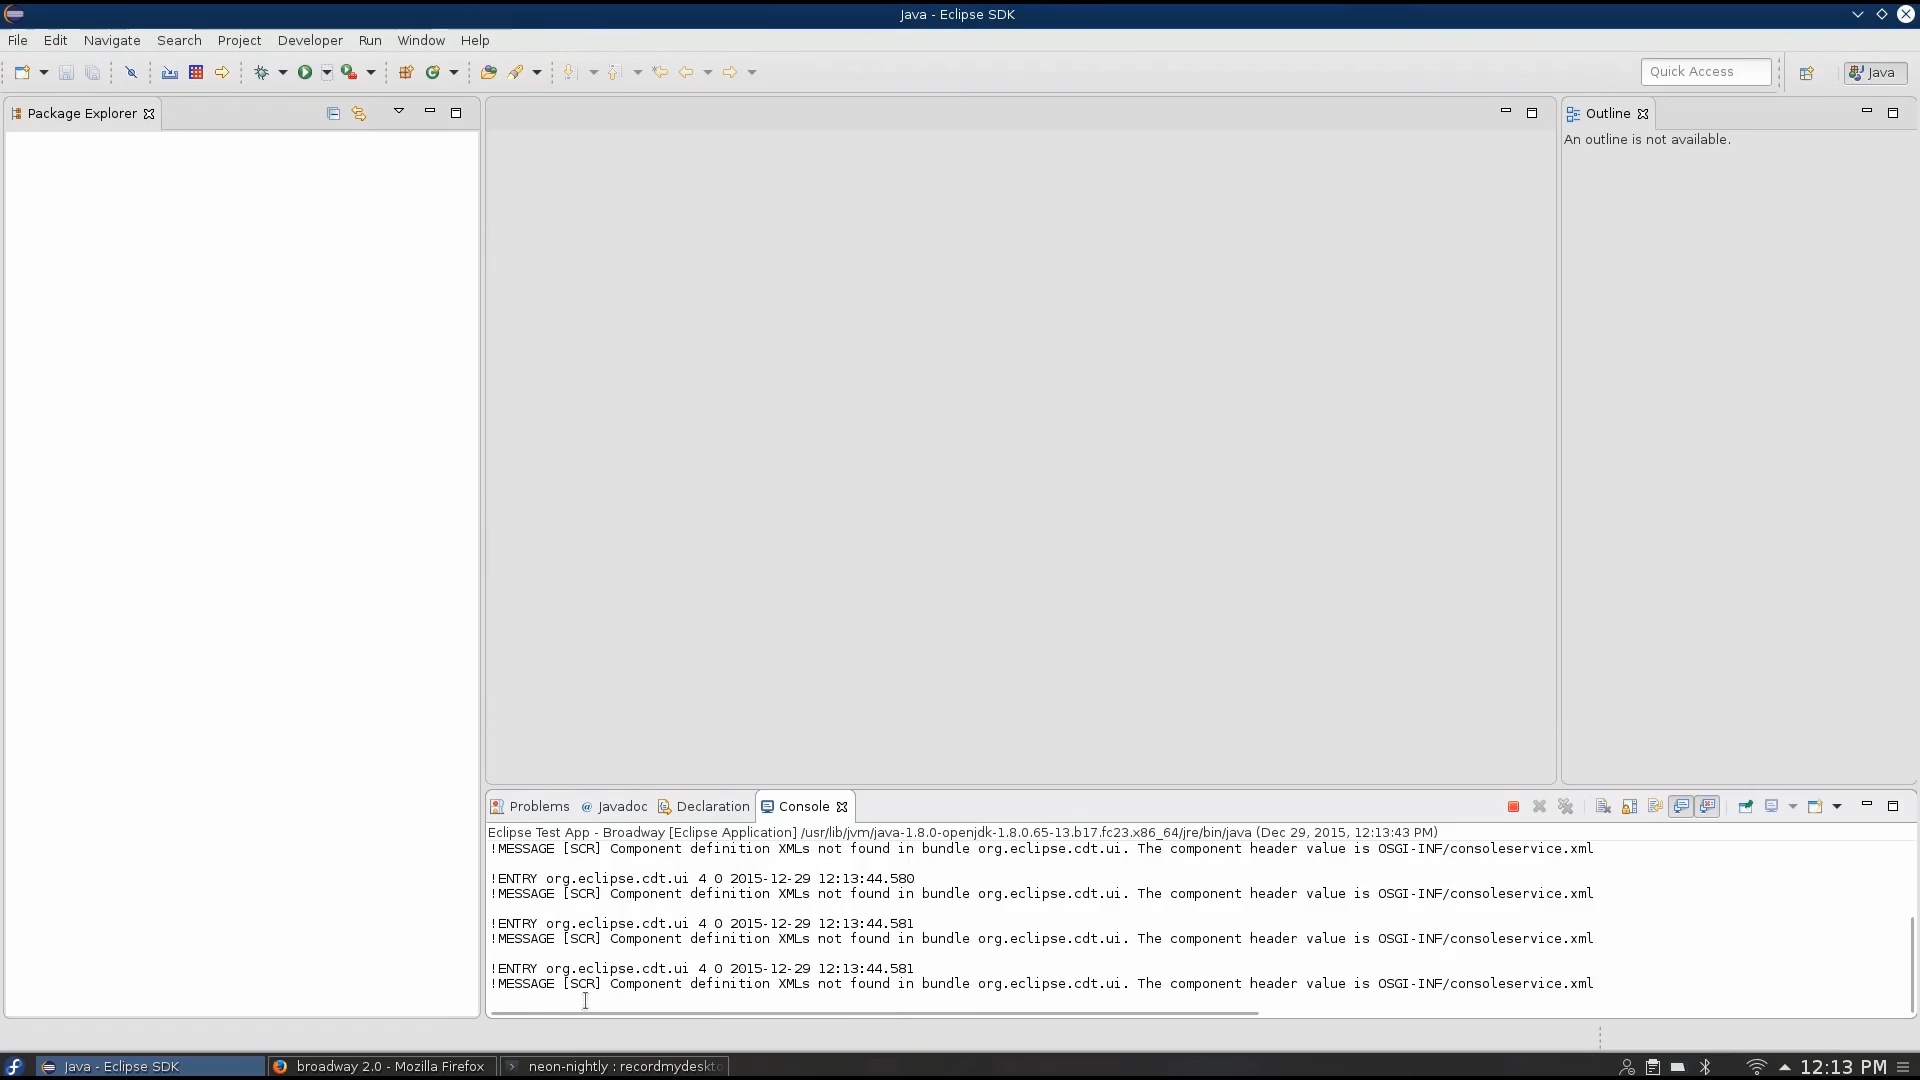 Java - Eclipse SDK
File Edit Navigate Search Project Developer Run Window Help
Quick Access
Java
Package Explorer
Outline
An outline is not available.
Problems @ Javadoc Declaration Console
Eclipse Test App - Broadway [Eclipse Application] /usr/lib/jvm/java-1.8.0-openjdk-1.8.0.65-13.b17.fc23.x86_64/jre/bin/java (Dec 29, 2015, 12:13:43 PM)
!MESSAGE [SCR] Component definition XMLs not found in bundle org.eclipse.cdt.ui. The component header value is OSGI-INF/consoleservice.xml
!ENTRY org.eclipse.cdt.ui 4 0 2015-12-29 12:13:44.580
!MESSAGE [SCR] Component definition XMLs not found in bundle org.eclipse.cdt.ui. The component header value is OSGI-INF/consoleservice.xml
!ENTRY org.eclipse.cdt.ui 4 0 2015-12-29 12:13:44.581
!MESSAGE [SCR] Component definition XMLs not found in bundle org.eclipse.cdt.ui. The component header value is OSGI-INF/consoleservice.xml
!ENTRY org.eclipse.cdt.ui 4 0 2015-12-29 12:13:44.581
!MESSAGE [SCR] Component definition XMLs not found in bundle org.eclipse.cdt.ui. The component header value is OSGI-INF/consoleservice.xml
Java - Eclipse SDK
broadway 2.0 - Mozilla Firefox
neon-nightly : recordmydeskto
12:13 PM